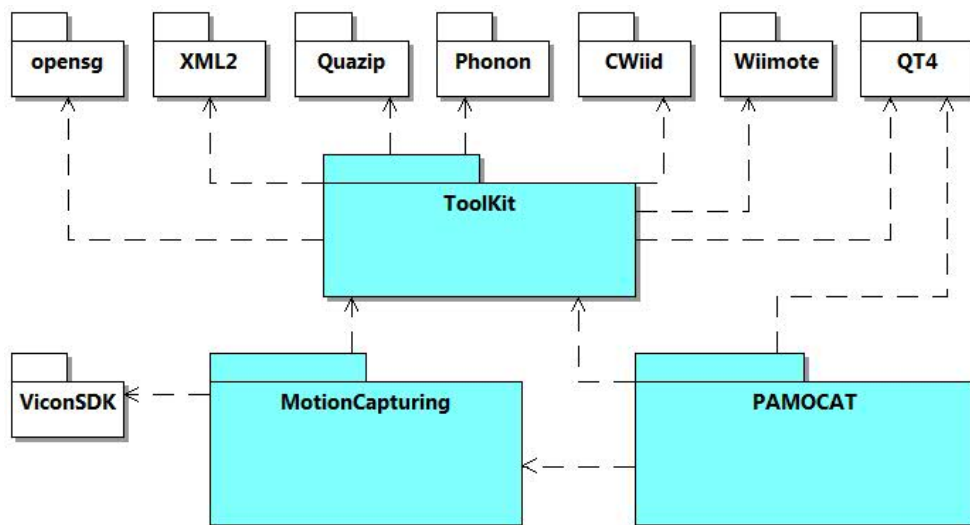 opensg
XML2
Quazip
Phonon
CWiid
Wiimote
QT4
ToolKit
ViconSDK
MotionCapturing
PAMOCAT